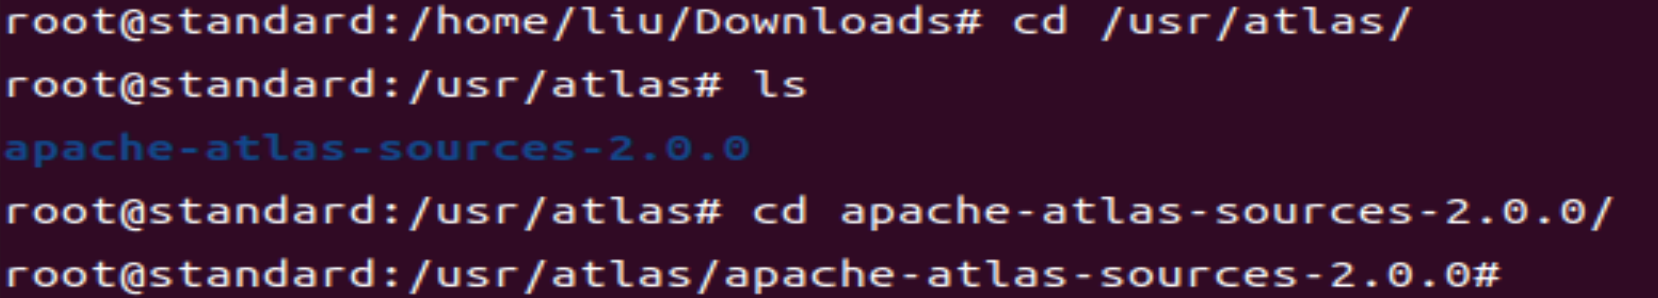 root@standard:/home/liu/Downloads# cd /usr/atlas/
root@standard:/usr/atlas# ls
apache-atlas-sources-2.0.0
root@standard:/usr/atlas# cd apache-atlas-sources-2.0.0/
root@standard:/usr/atlas/apache-atlas-sources-2.0.0#